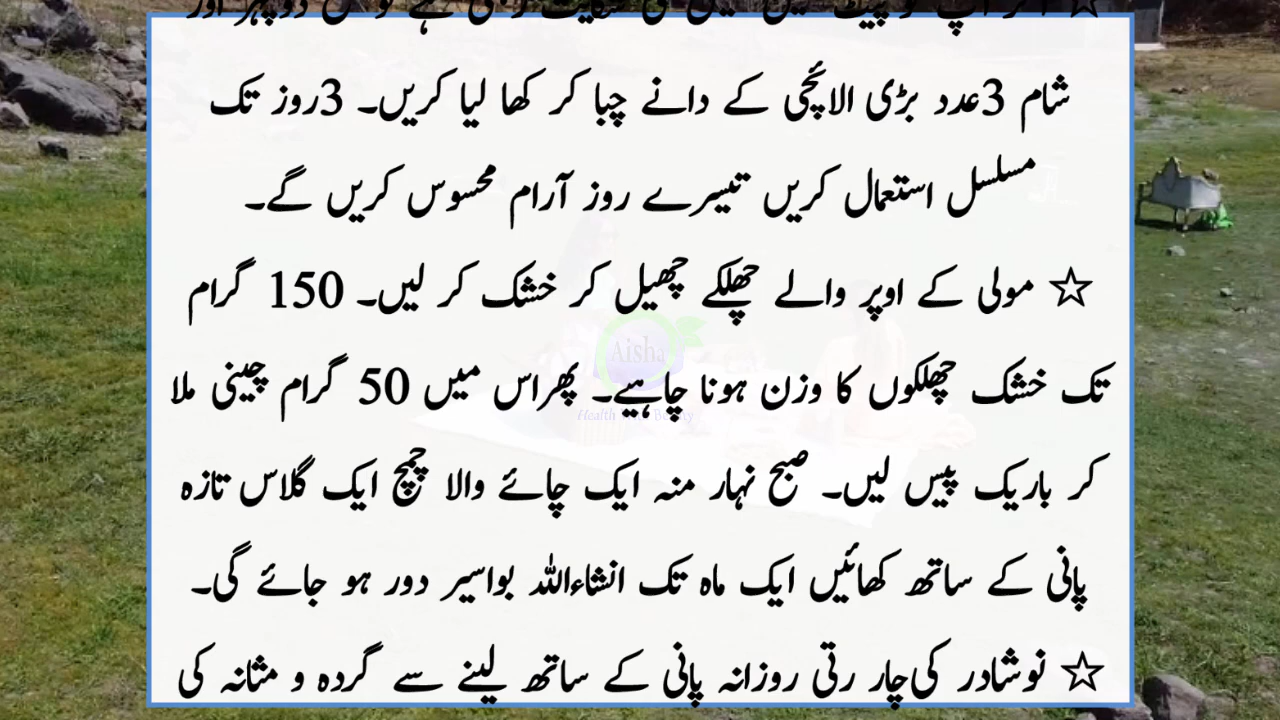 شام 3عدد بڑی الائچی کے دانے چبا کر کھا لیا کریں۔ 3روز تک
مسلسل استعمال کریں تیسرے روز آرام محسوس کریں گے۔
☆ مولی کے اوپر والے چھلکے چھیل کر خشک کر لیں۔ 150 گرام
تک خشک چھلکوں کا وزن ہونا چاہیے۔ پھراس میں 50 گرام چینی ملا
کر باریک پیس لیں۔ صبح نہار منہ ایک چائے والا چمچ ایک گلاس تازہ
پانی کے ساتھ کھائیں ایک ماہ تک انشاءاللہ بواسیر دور ہو جائے گی۔
☆ نوشادر کی چار رتی روزانہ پانی کے ساتھ لینے سے گردہ و مثانہ کی
Aisha
Health Beauty